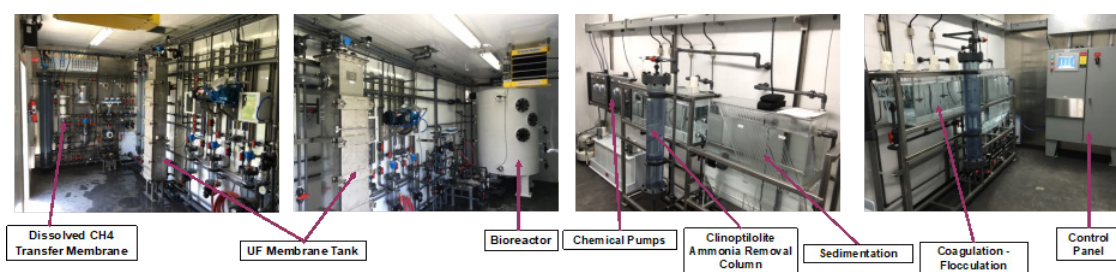 Dissolved CH4
Transfer Membrane
UF Membrane Tank
Bioreactor
Chemical Pumps
Clinoptilolite
Ammonia Removal
Column
Sedimentation
Coagulation -
Flocculation
Control
Panel